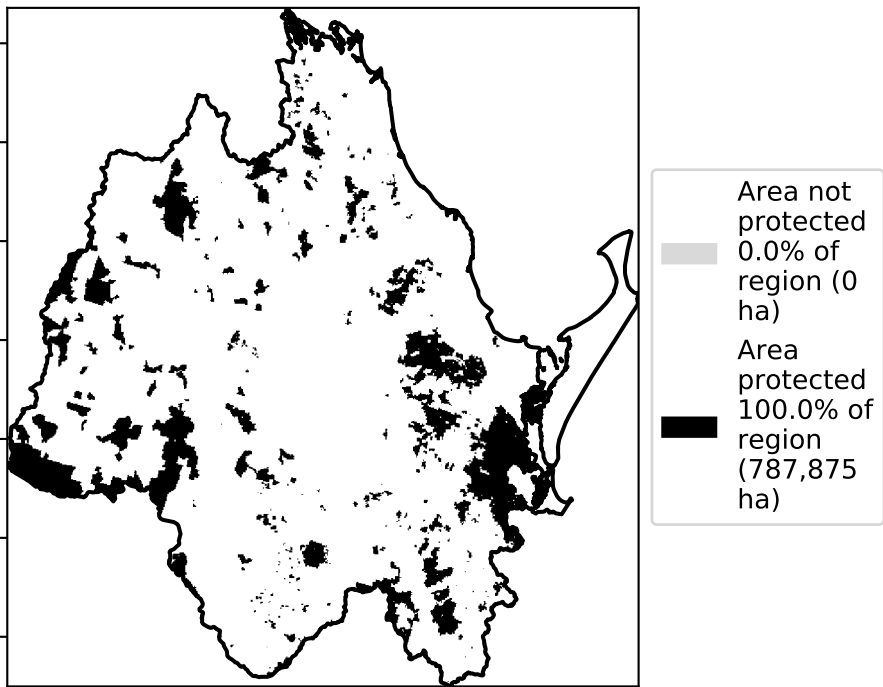 Area not
protected
0.0% of
region (0
ha)
Area
protected
100.0% of
region
(787,875
ha)